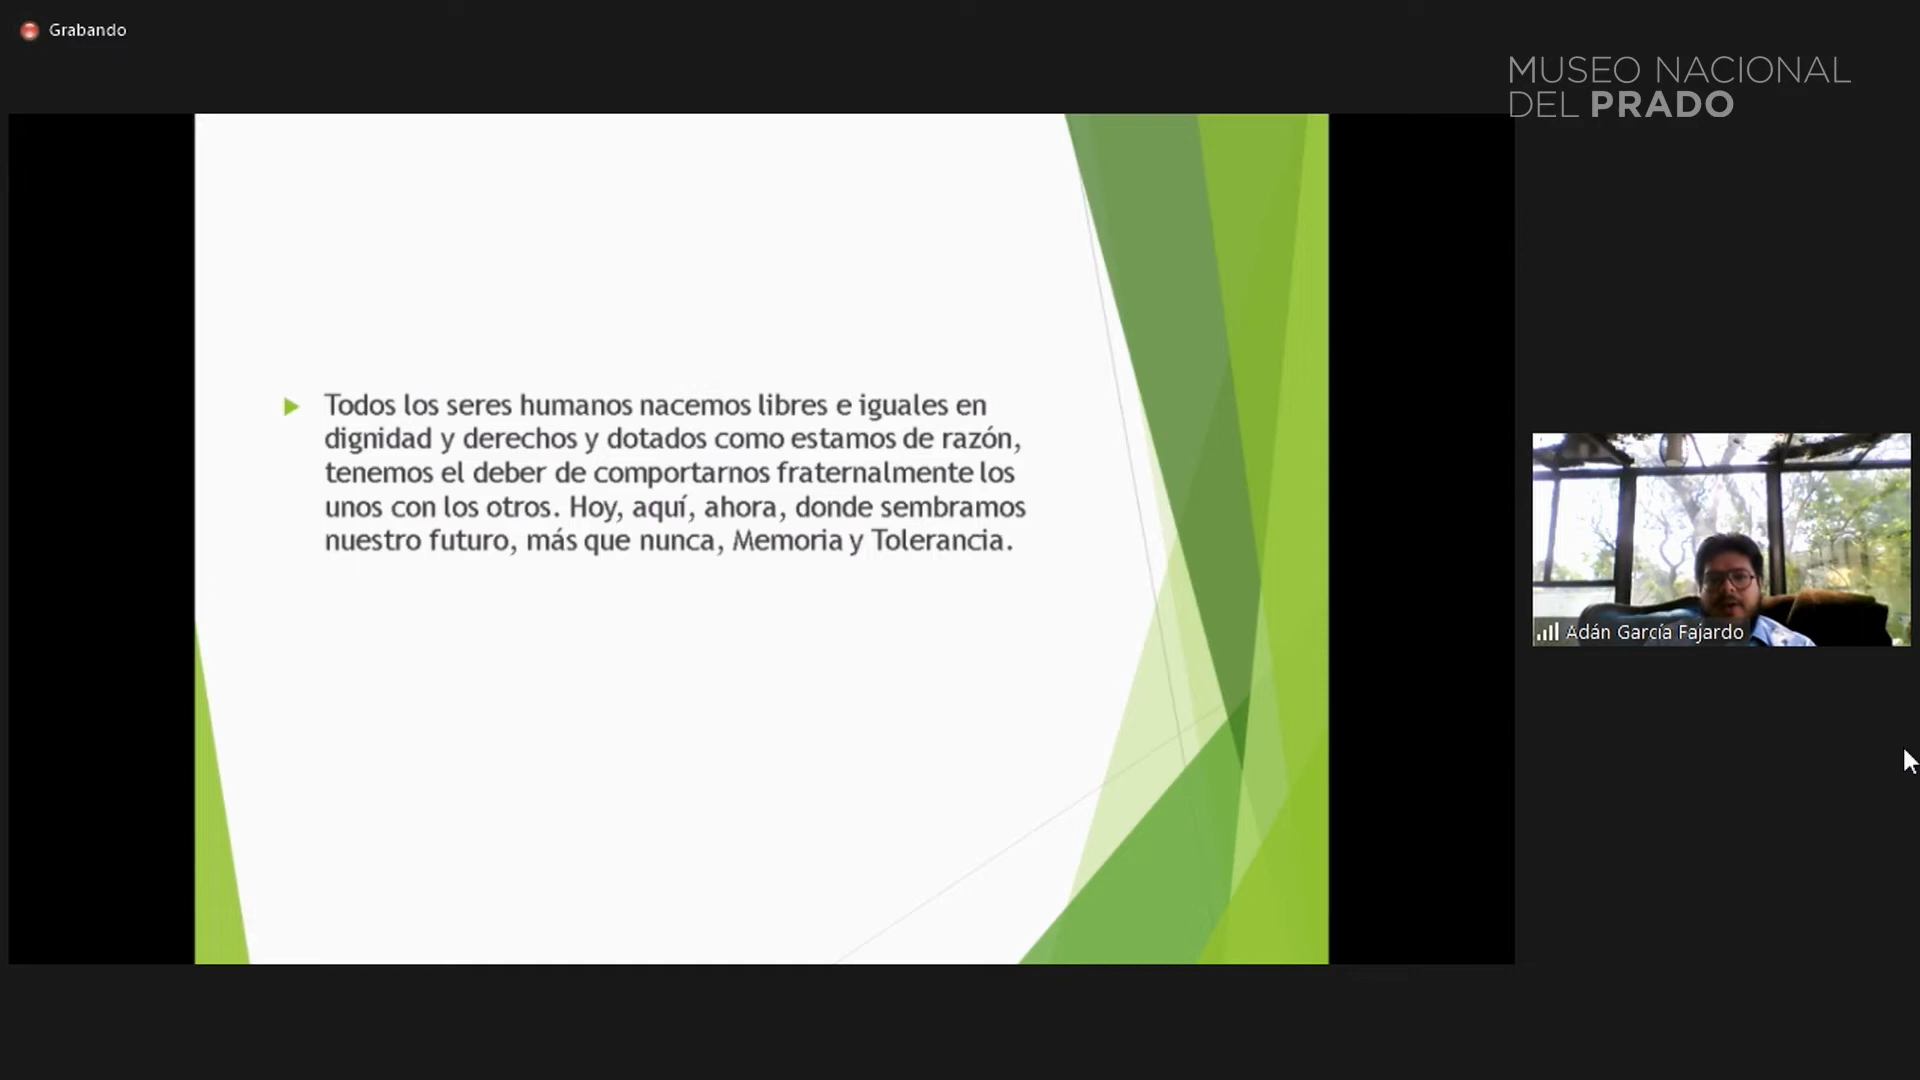 Grabando
MUSEO NACIONAL
DEL PRADO
Todos los seres humanos nacemos libres e iguales en
dignidad y derechos y dotados como estamos de razón,
tenemos el deber de comportarnos fraternalmente los
unos con los otros. Hoy, aquí, ahora, donde sembramos
nuestro futuro, más que nunca, Memoria y Tolerancia.
Adán García Fajardo